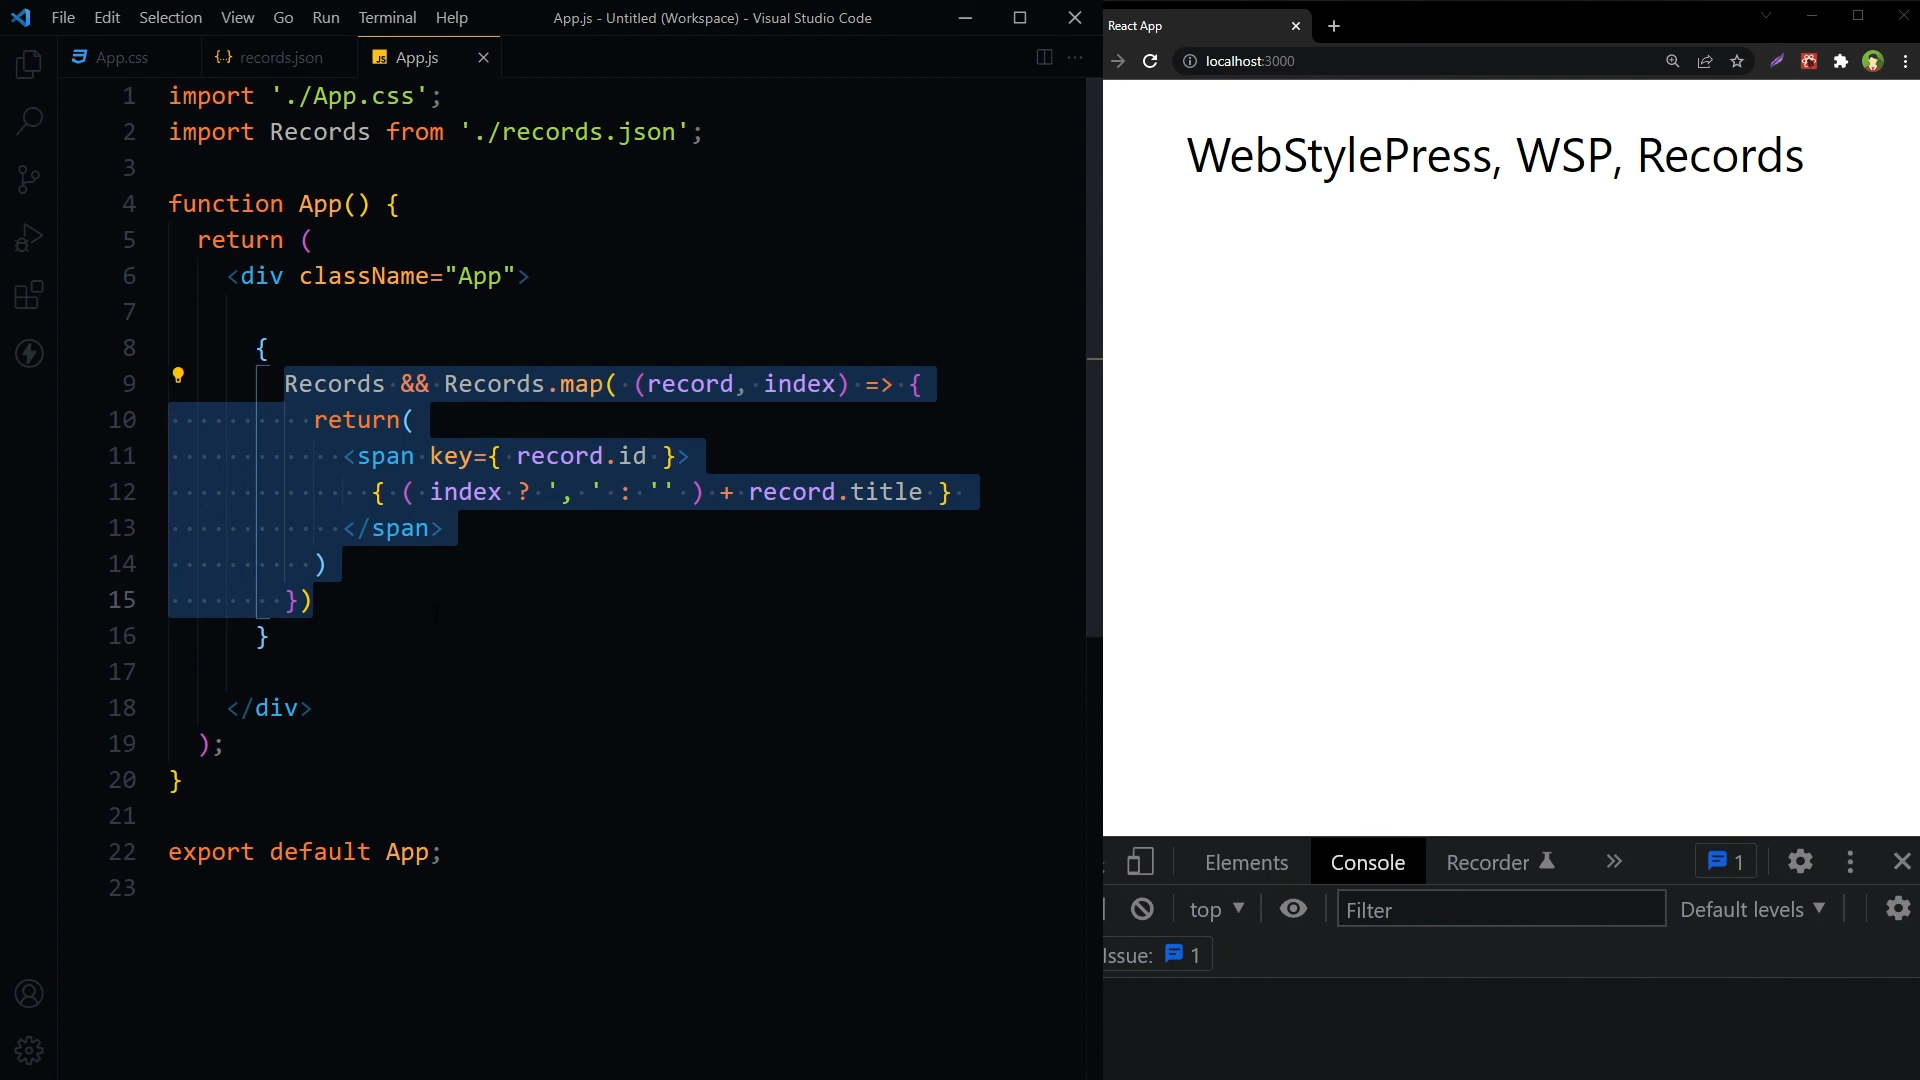 File Edit Selection View Go Run Terminal Help
App.js - Untitled (Workspace) - Visual Studio Code
App.css
records.json
App.js
1 import './App.css';
2 import Records from './records.json';
3
4 function App() {
5 return (
6 <div className="App">
7
8 {
9 Records && Records.map( (record, index) => {
10 return(
11 <span key={ record.id }>
12 { ( index ? ', ' : '' ) + record.title }
13 </span>
14 )
15 })
16 }
17
18 </div>
19 );
20 }
21
22 export default App;
23
React App
localhost:3000
WebStylePress, WSP, Records
Elements Console Recorder 1
top Filter Default levels
Issue: 1